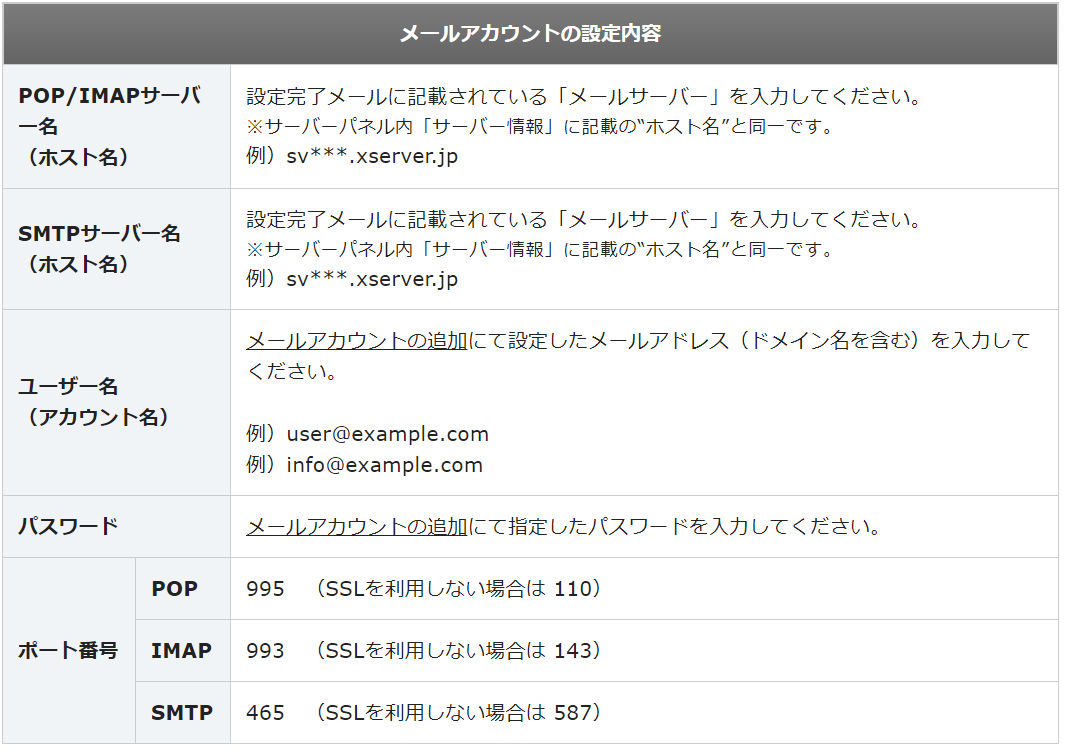 メールアカウントの設定内容
POP/IMAPサーバ
ー名
（ホスト名）
設定完了メールに記載されている「メールサーバー」を入力してください。
※サーバーパネル内「サーバー情報」に記載の“ホスト名”と同一です。
例）sv***.xserver.jp
SMTPサーバー名
（ホスト名）
設定完了メールに記載されている「メールサーバー」を入力してください。
※サーバーパネル内「サーバー情報」に記載の“ホスト名”と同一です。
例）sv***.xserver.jp
ユーザー名
（アカウント名）
メールアカウントの追加にて設定したメールアドレス（ドメイン名を含む）を入力して
ください。
例）user@example.com
例）info@example.com
パスワード
メールアカウントの追加にて指定したパスワードを入力してください。
ポート番号
POP
995　（SSLを利用しない場合は 110）
IMAP
993　（SSLを利用しない場合は 143）
SMTP
465　（SSLを利用しない場合は 587）